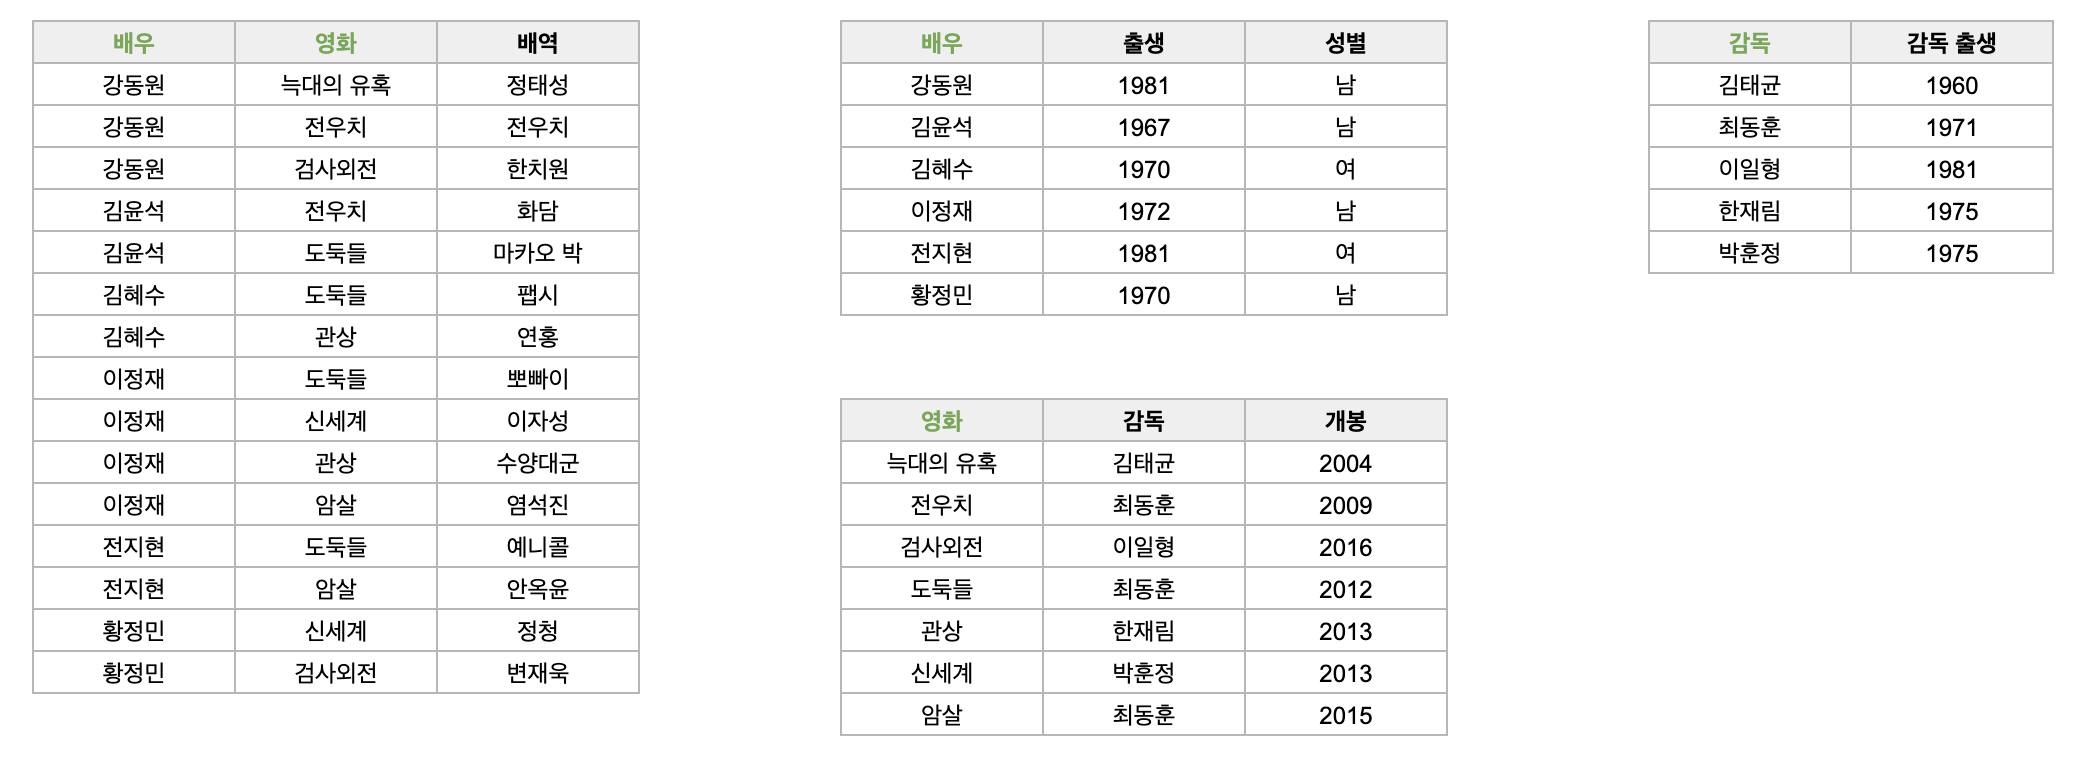 배우 영화 배역
강동원 늑대의 유혹 정태성
강동원 전우치 전우치
강동원 검사외전 한치원
김윤석 전우치 화담
김윤석 도둑들 마카오 박
김혜수 도둑들 팹시
김혜수 관상 연홍
이정재 도둑들 뽀빠이
이정재 신세계 이자성
이정재 관상 수양대군
이정재 암살 염석진
전지현 도둑들 예니콜
전지현 암살 안옥윤
황정민 신세계 정청
황정민 검사외전 변재욱
배우 출생 성별
강동원 1981 남
김윤석 1967 남
김혜수 1970 여
이정재 1972 남
전지현 1981 여
황정민 1970 남
영화 감독 개봉
늑대의 유혹 김태균 2004
전우치 최동훈 2009
검사외전 이일형 2016
도둑들 최동훈 2012
관상 한재림 2013
신세계 박훈정 2013
암살 최동훈 2015
감독 감독 출생
김태균 1960
최동훈 1971
이일형 1981
한재림 1975
박훈정 1975